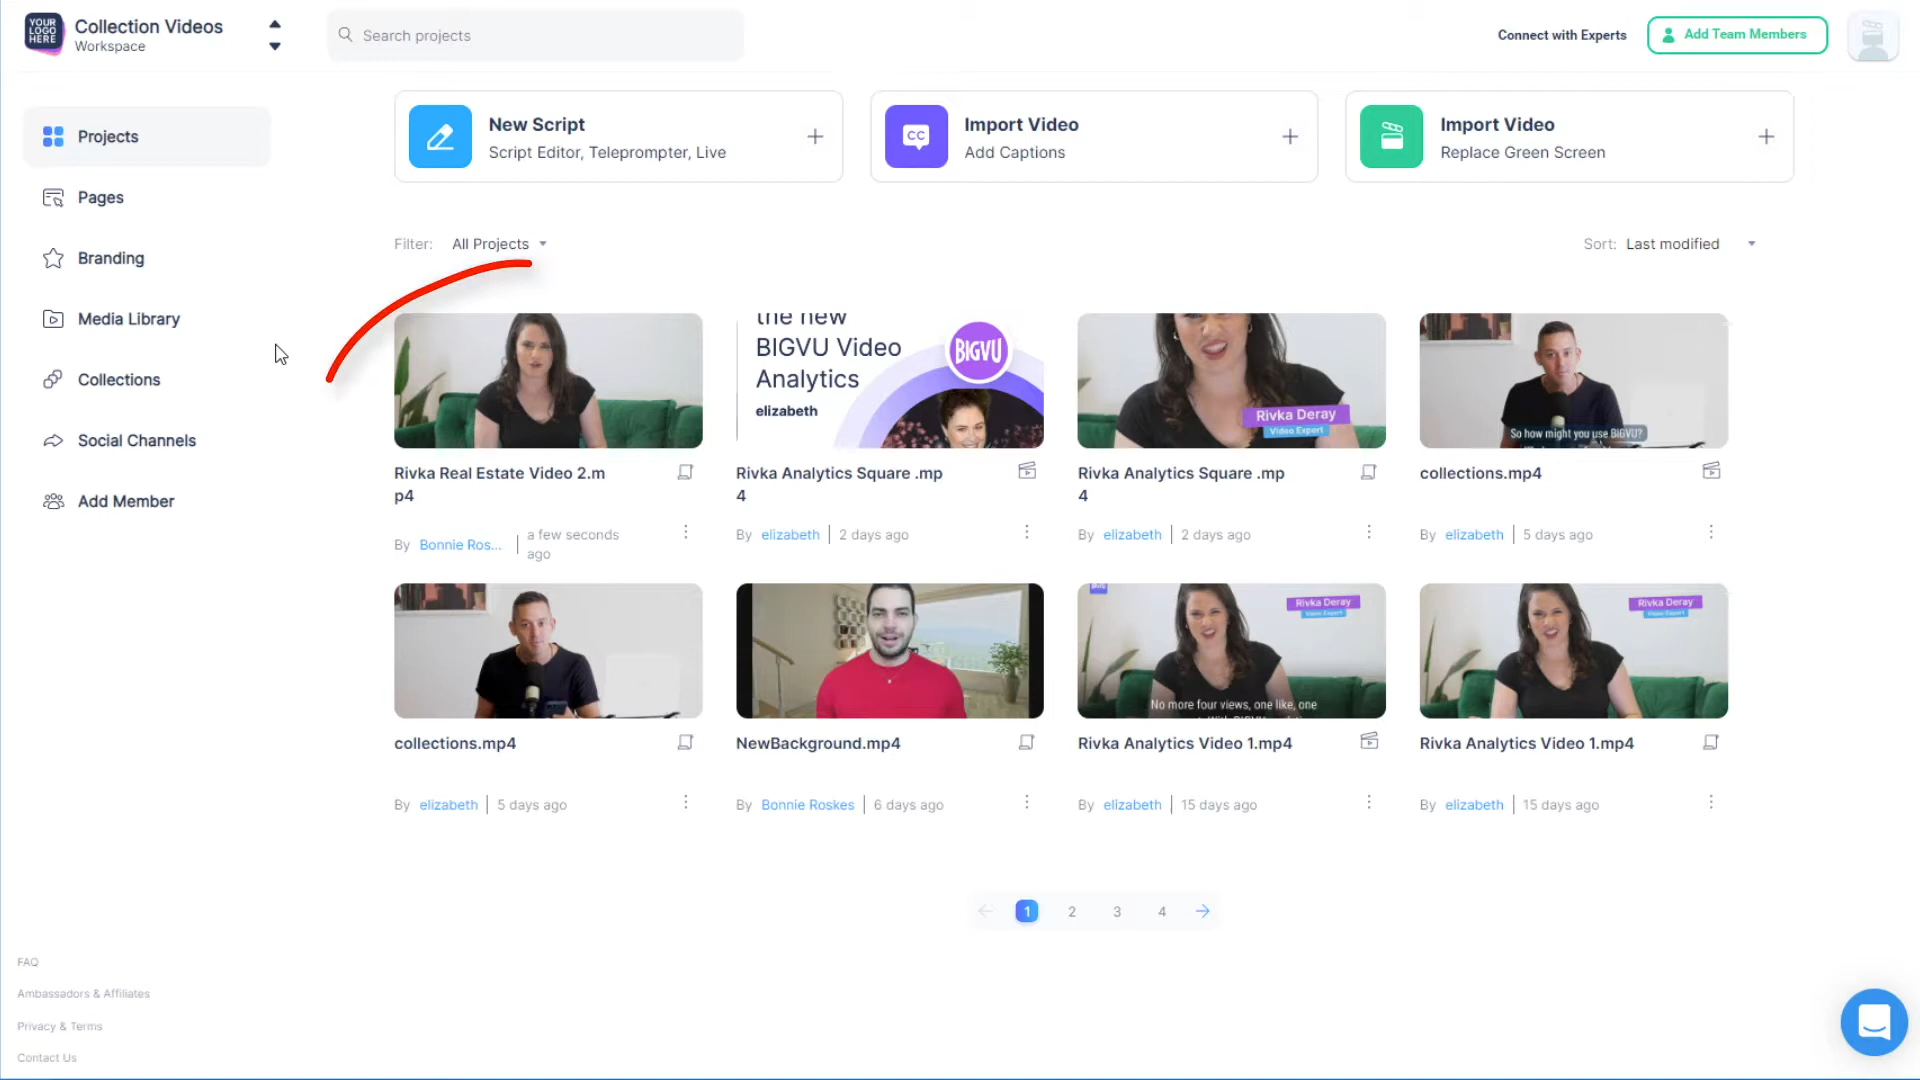 YOUR
LOGO
HERE
Collection Videos
Workspace
Search projects
Connect with Experts
Add Team Members
Projects
Pages
Branding
Media Library
Collections
Social Channels
Add Member
New Script
Script Editor, Teleprompter, Live
CC
Import Video
Add Captions
Import Video
Replace Green Screen
Filter: All Projects
Sort: Last modified
the new
BIGVU Video
Analytics
elizabeth
BIGVU
Rivka Deray
Video Expert
So how might you use BIGVU?
Rivka Real Estate Video 2.m
p4
By Bonnie Ros... | a few seconds
ago
Rivka Analytics Square .mp
4
By elizabeth | 2 days ago
Rivka Analytics Square .mp
4
By elizabeth | 2 days ago
collections.mp4
By elizabeth | 5 days ago
Rivka Deray
Video Expert
No more four views, one like, one
Rivka Deray
Video Expert
collections.mp4
By elizabeth | 5 days ago
NewBackground.mp4
By Bonnie Roskes | 6 days ago
Rivka Analytics Video 1.mp4
By elizabeth | 15 days ago
Rivka Analytics Video 1.mp4
By elizabeth | 15 days ago
1 2 3 4
FAQ
Ambassadors & Affiliates
Privacy & Terms
Contact Us